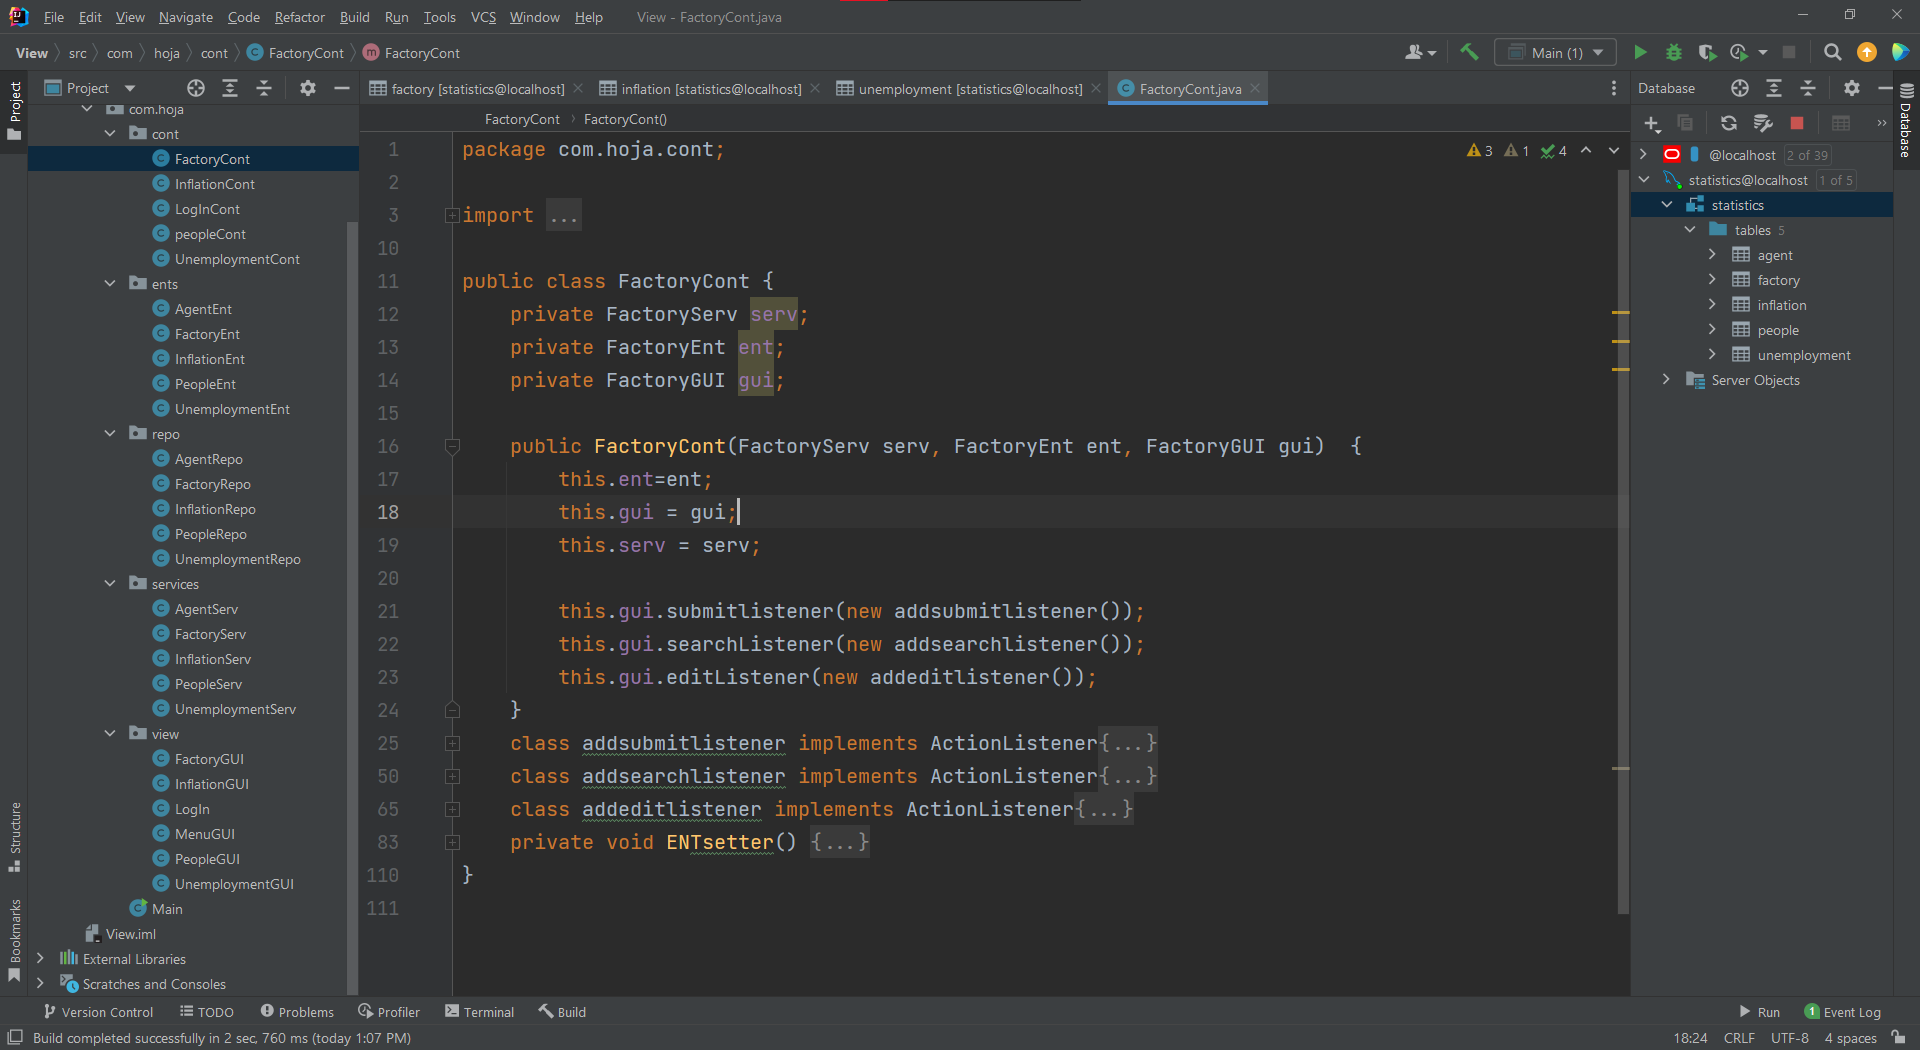 File Edit View Navigate Code Refactor Build Run Tools VCS Window Help View - FactoryCont.java
View src com hoja cont FactoryCont FactoryCont Main (1)
Project
factory [statistics@localhost] inflation [statistics@localhost] unemployment [statistics@localhost] FactoryCont.java
Database
FactoryCont FactoryCont()
Project
com.hoja
cont
FactoryCont
InflationCont
LogInCont
peopleCont
UnemploymentCont
ents
AgentEnt
FactoryEnt
InflationEnt
PeopleEnt
UnemploymentEnt
repo
AgentRepo
FactoryRepo
InflationRepo
PeopleRepo
UnemploymentRepo
services
AgentServ
FactoryServ
InflationServ
PeopleServ
UnemploymentServ
view
FactoryGUI
InflationGUI
LogIn
MenuGUI
PeopleGUI
UnemploymentGUI
Main
View.iml
External Libraries
Scratches and Consoles
Structure
Bookmarks
3 1 4
1 package com.hoja.cont;
2
3 import ...
10
11 public class FactoryCont {
12 private FactoryServ serv;
13 private FactoryEnt ent;
14 private FactoryGUI gui;
15
16 public FactoryCont(FactoryServ serv, FactoryEnt ent, FactoryGUI gui) {
17 this.ent=ent;
18 this.gui = gui;
19 this.serv = serv;
20
21 this.gui.submitlistener(new addsubmitlistener());
22 this.gui.searchListener(new addsearchlistener());
23 this.gui.editListener(new addeditlistener());
24 }
25 class addsubmitlistener implements ActionListener{...}
50 class addsearchlistener implements ActionListener{...}
65 class addeditlistener implements ActionListener{...}
83 private void ENTsetter() {...}
110 }
111
@localhost 2 of 39
statistics@localhost 1 of 5
statistics
tables 5
agent
factory
inflation
people
unemployment
Server Objects
Database
Version Control TODO Problems Profiler Terminal Build Run 1 Event Log
Build completed successfully in 2 sec, 760 ms (today 1:07 PM) 18:24 CRLF UTF-8 4 spaces